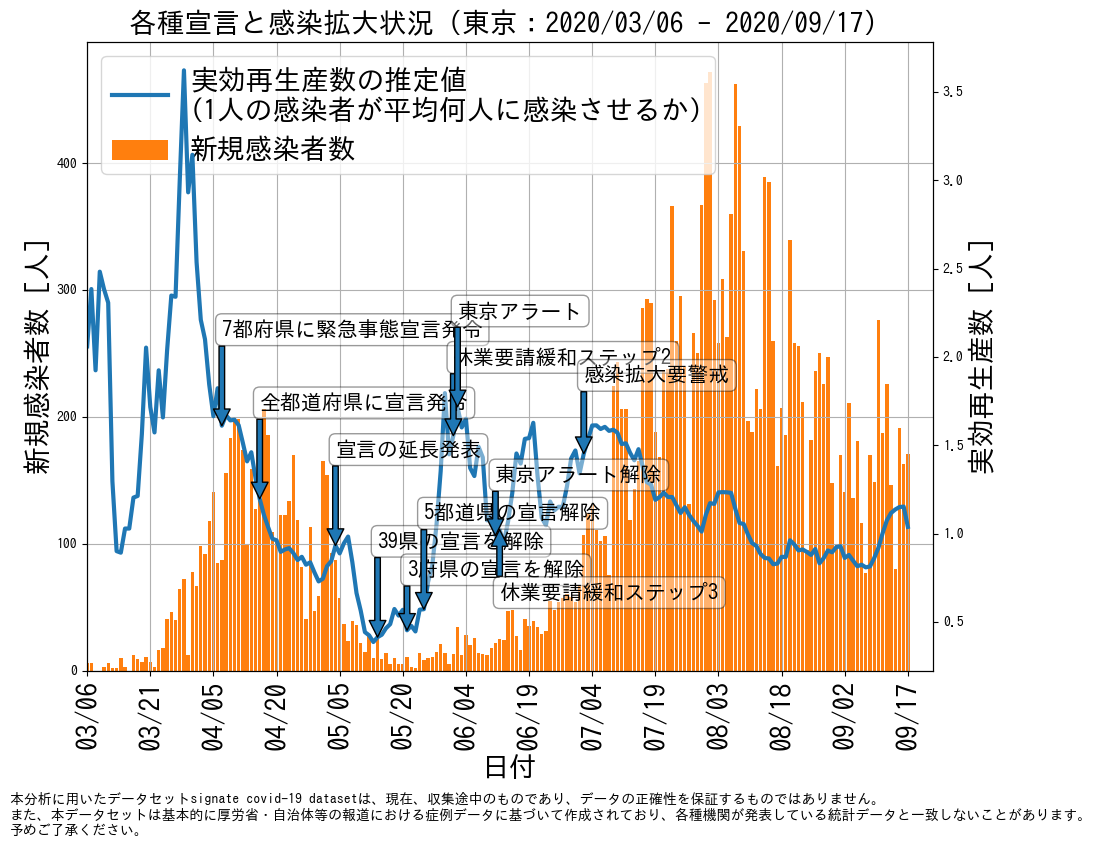 各種宣言と感染拡大状況 (東京：2020/03/06 - 2020/09/17)
実効再生産数の推定値
(1人の感染者が平均何人に感染させるか)
新規感染者数
新規感染者数 [人]
400
300
200
100
0
実効再生産数 [人]
3.5
3.0
2.5
2.0
1.5
1.0
0.5
東京アラート
7都府県に緊急事態宣言発令
休業要請緩和ステップ2
感染拡大要警戒
全都道府県に宣言発令
宣言の延長発表
東京アラート解除
5都道県の宣言解除
39県の宣言を解除
3府県の宣言を解除
休業要請緩和ステップ3
03/06
03/21
04/05
04/20
05/05
05/20
06/04
06/19
07/04
07/19
08/03
08/18
09/02
09/17
日付
本分析に用いたデータセットsignate covid-19 datasetは、現在、収集途中のものであり、データの正確性を保証するものではありません。
また、本データセットは基本的に厚労省・自治体等の報道における症例データに基づいて作成されており、各種機関が発表している統計データと一致しないことがあります。
予めご了承ください。